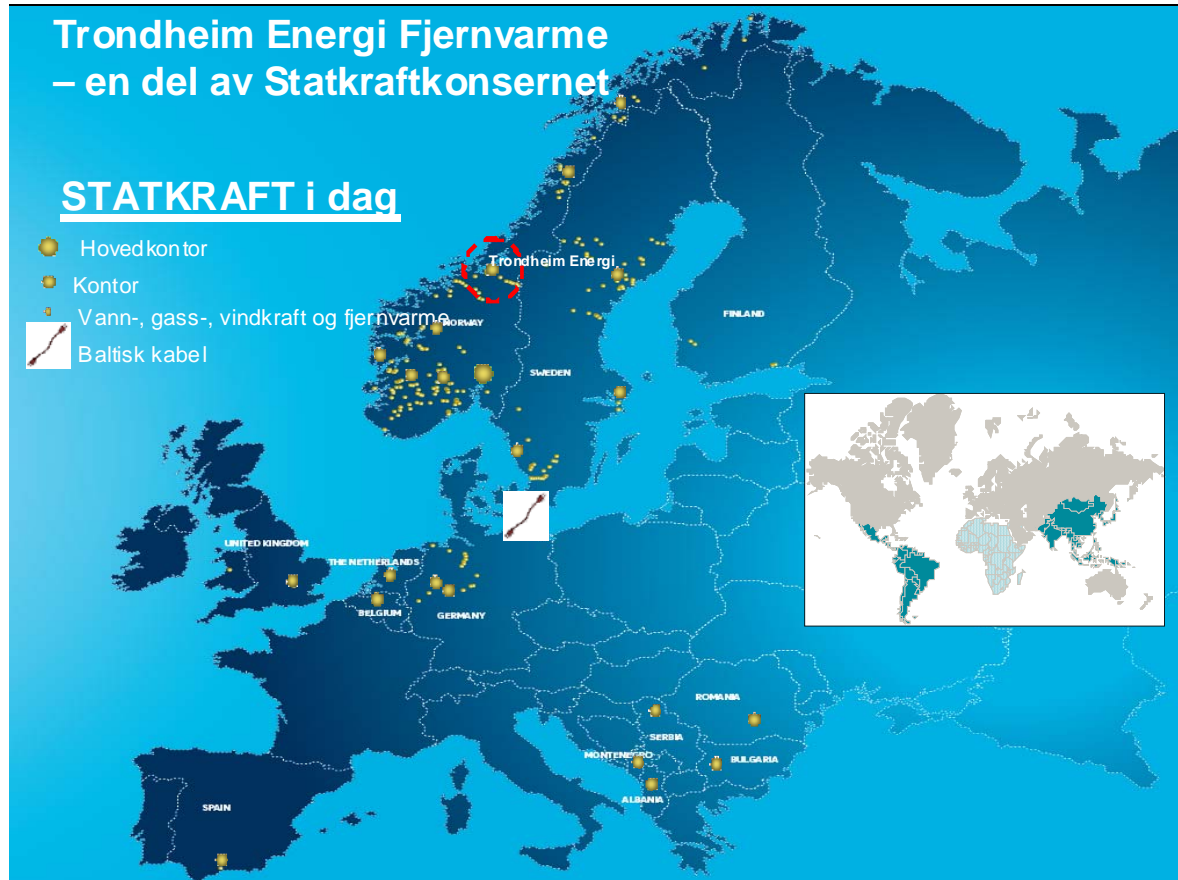 Trondheim Energi Fjernvarme
– en del av Statkraftkonsernet
STATKRAFT i dag
Hovedkontor
Kontor
Vann-, gass-, vindkraft og fjernvarme
Baltisk kabel
Trondheim Energi
NORWAY
FINLAND
SWEDEN
UNITED KINGDOM
THE NETHERLANDS
BELGIUM
GERMANY
ROMANIA
SERBIA
MONTENEGRO
BULGARIA
ALBANIA
SPAIN